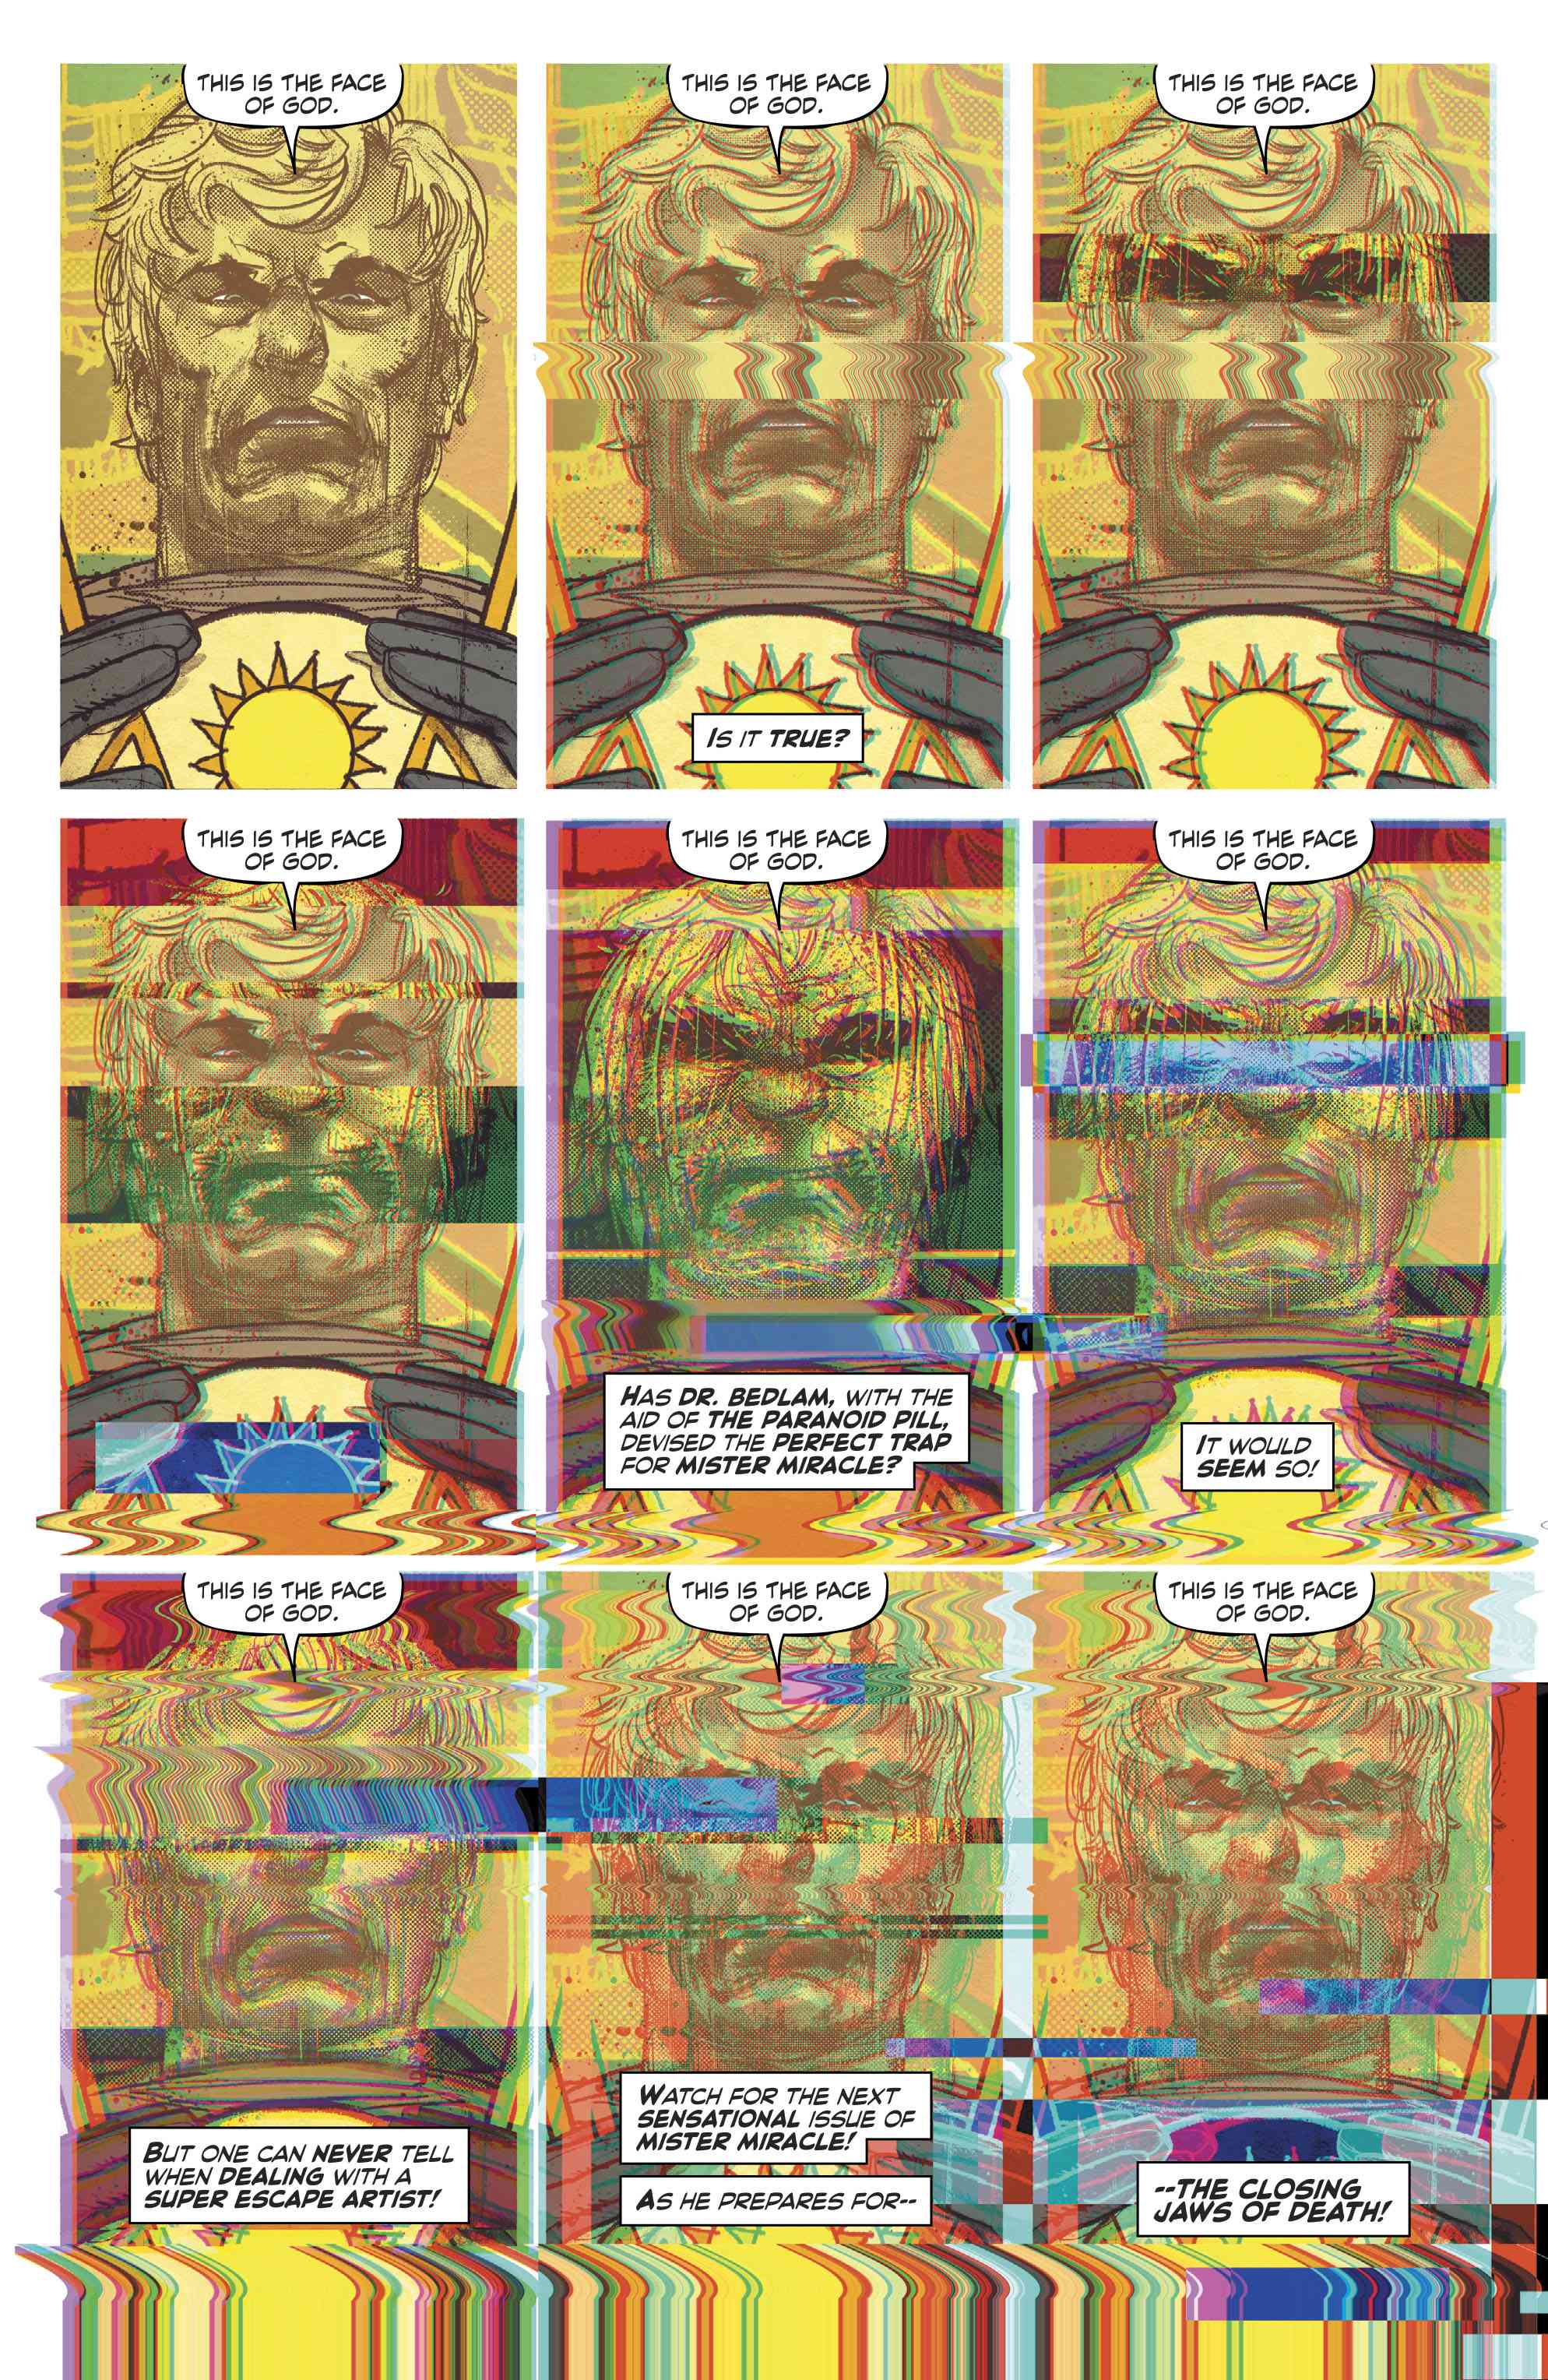 THIS IS THE FACE
OF GOD.
THIS IS THE FACE
OF GOD.
IS IT TRUE?
THIS IS THE FACE
OF GOD.
THIS IS THE FACE
OF GOD.
THIS IS THE FACE
OF GOD.
HAS DR. BEDLAM, WITH THE
AID OF THE PARANOID PILL,
DEVISED THE PERFECT TRAP
FOR MISTER MIRACLE?
THIS IS THE FACE
OF GOD.
IT WOULD
SEEM SO!
THIS IS THE FACE
OF GOD.
BUT ONE CAN NEVER TELL
WHEN DEALING WITH A
SUPER ESCAPE ARTIST!
THIS IS THE FACE
OF GOD.
WATCH FOR THE NEXT
SENSATIONAL ISSUE OF
MISTER MIRACLE!
AS HE PREPARES FOR--
THIS IS THE FACE
OF GOD.
--THE CLOSING
JAWS OF DEATH!